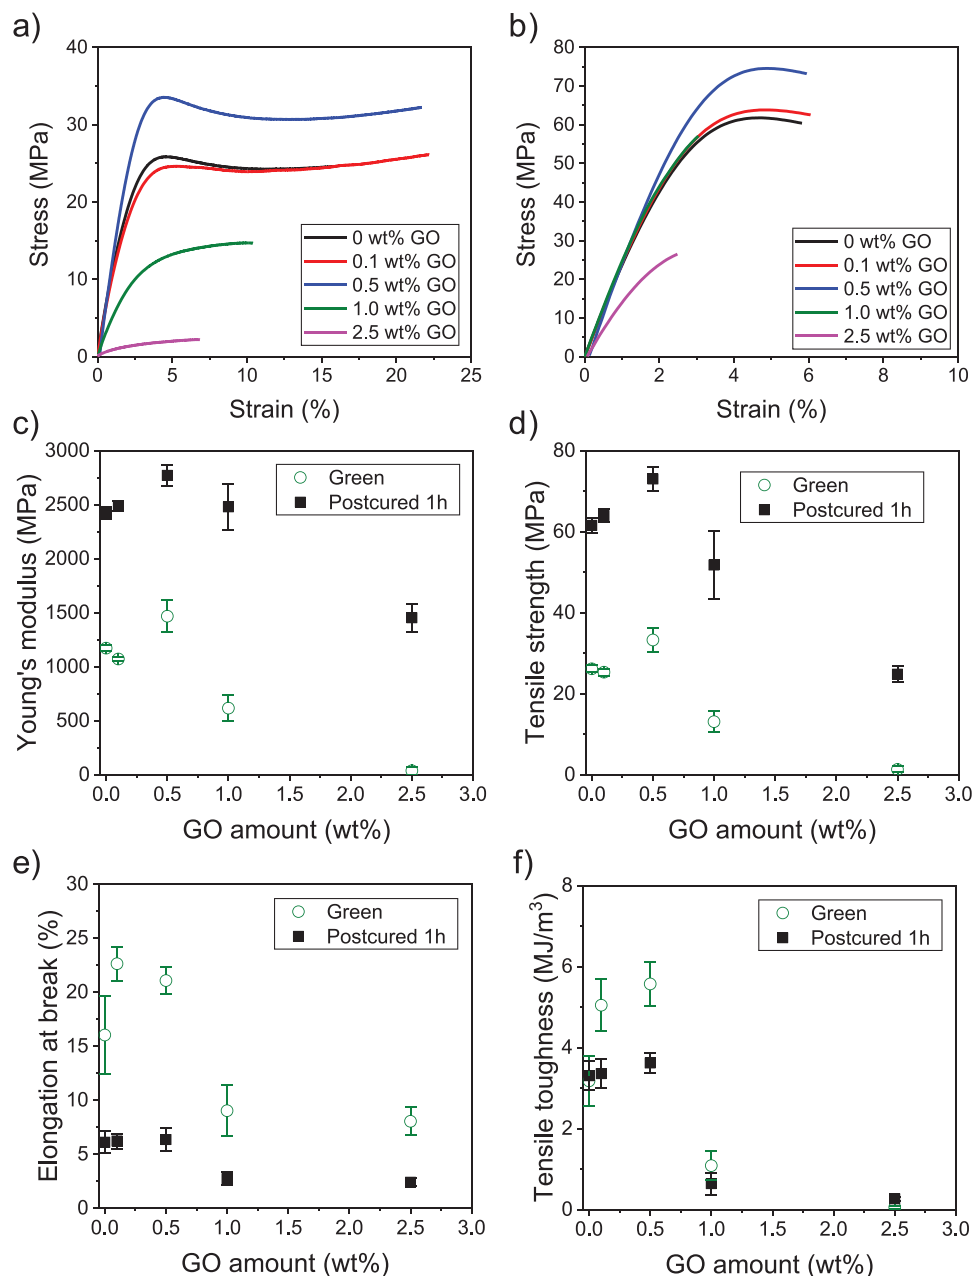 a)
Stress (MPa)
40
30
20
10
0
0 wt% GO
0.1 wt% GO
0.5 wt% GO
1.0 wt% GO
2.5 wt% GO
0 5 10 15 20 25
Strain (%)
b)
Stress (MPa)
80
70
60
50
40
30
20
10
0
0 wt% GO
0.1 wt% GO
0.5 wt% GO
1.0 wt% GO
2.5 wt% GO
0 2 4 6 8 10
Strain (%)
c)
Young's modulus (MPa)
3000
2500
2000
1500
1000
500
0
Green
Postcured 1h
0.0 0.5 1.0 1.5 2.0 2.5 3.0
GO amount (wt%)
d)
Tensile strength (MPa)
80
60
40
20
0
Green
Postcured 1h
0.0 0.5 1.0 1.5 2.0 2.5 3.0
GO amount (wt%)
e)
Elongation at break (%)
30
25
20
15
10
5
0
Green
Postcured 1h
0.0 0.5 1.0 1.5 2.0 2.5 3.0
GO amount (wt%)
f)
Tensile toughness (MJ/m³)
8
6
4
2
0
Green
Postcured 1h
0.0 0.5 1.0 1.5 2.0 2.5 3.0
GO amount (wt%)